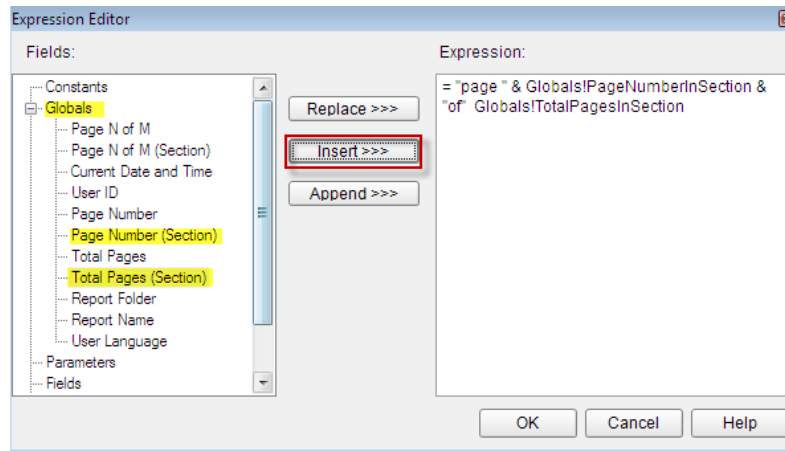 Expression Editor
Fields:
Expression:
Constants
Globals
Page N of M
Page N of M (Section)
Current Date and Time
User ID
Page Number
Page Number (Section)
Total Pages
Total Pages (Section)
Report Folder
Report Name
User Language
Parameters
Fields
Replace >>>
Insert >>>
Append >>>
= "page " & Globals!PageNumberInSection &
"of"  Globals!TotalPagesInSection
OK
Cancel
Help